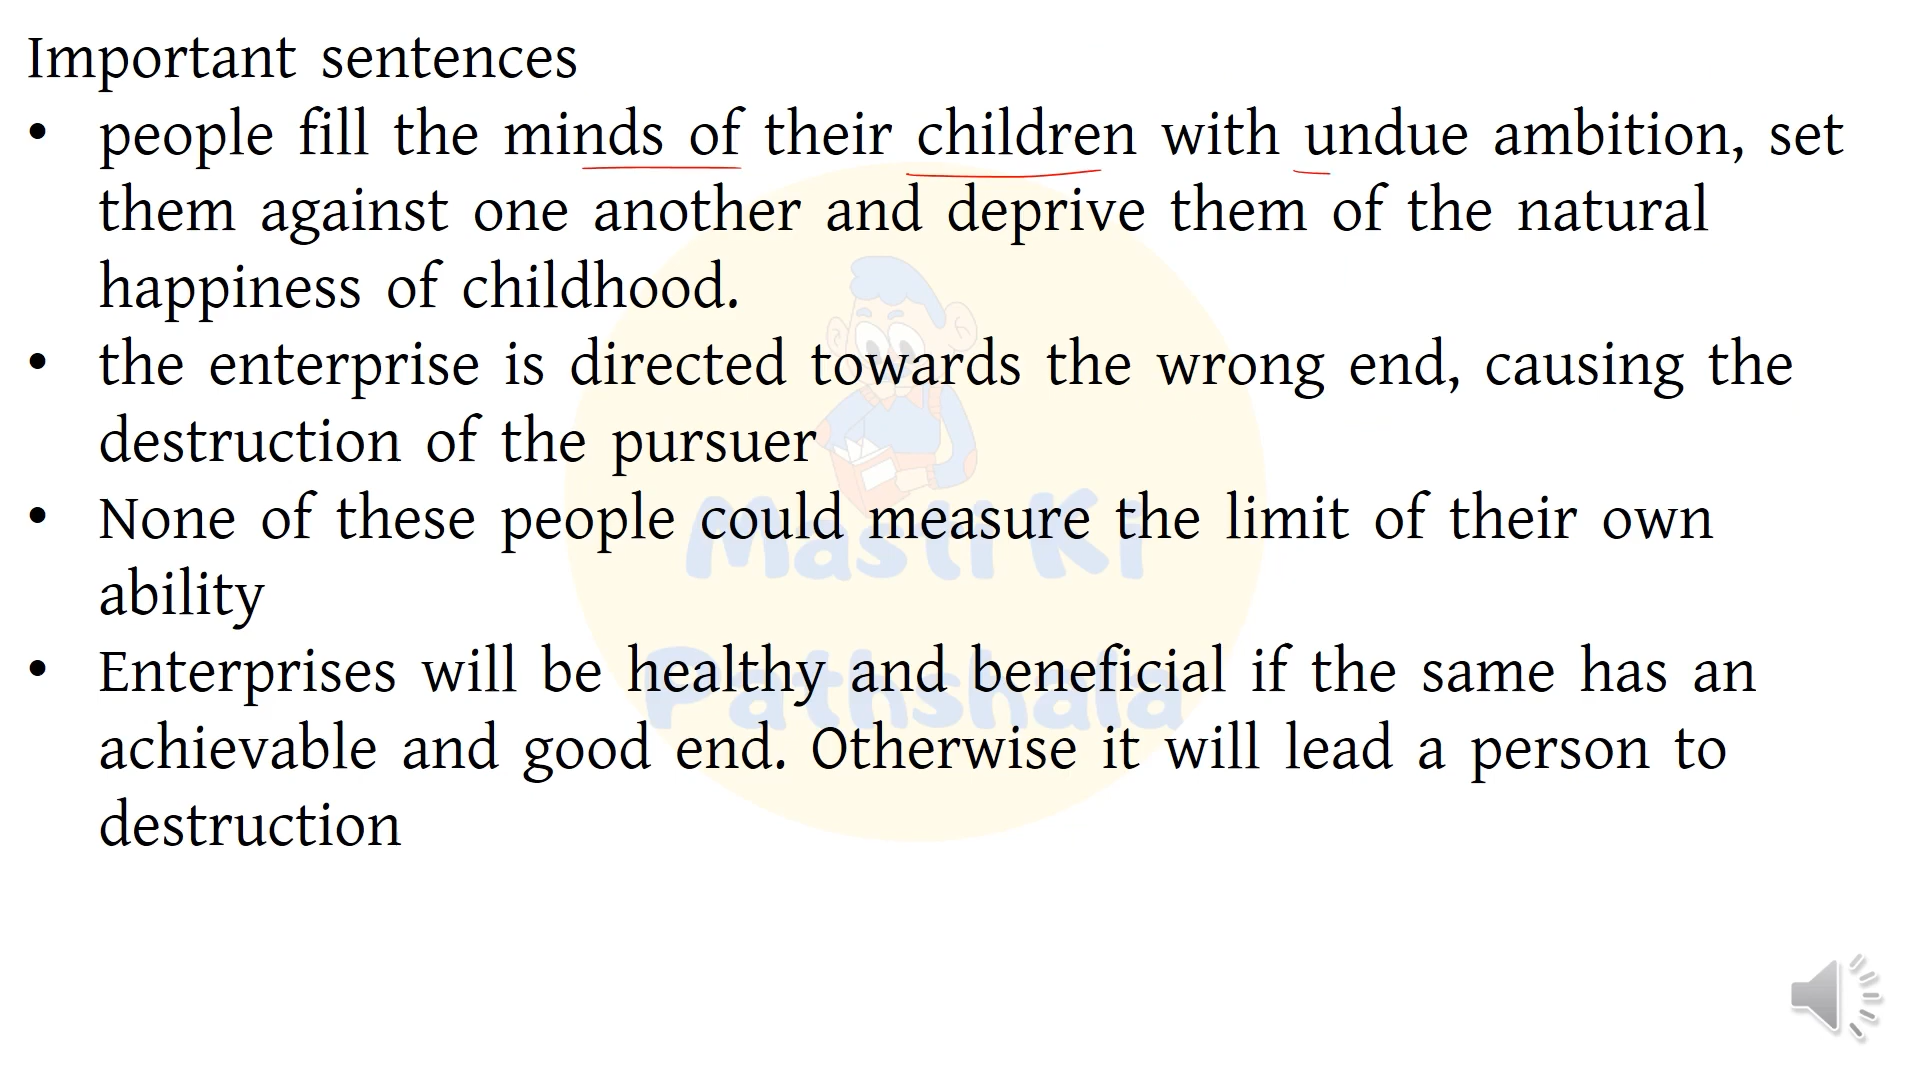 Important sentences
• people fill the minds of their children with undue ambition, set
them against one another and deprive them of the natural
happiness of childhood.
• the enterprise is directed towards the wrong end, causing the
destruction of the pursuer
• None of these people could measure the limit of their own
ability
• Enterprises will be healthy and beneficial if the same has an
achievable and good end. Otherwise it will lead a person to
destruction
Masti Ki
Pathshala